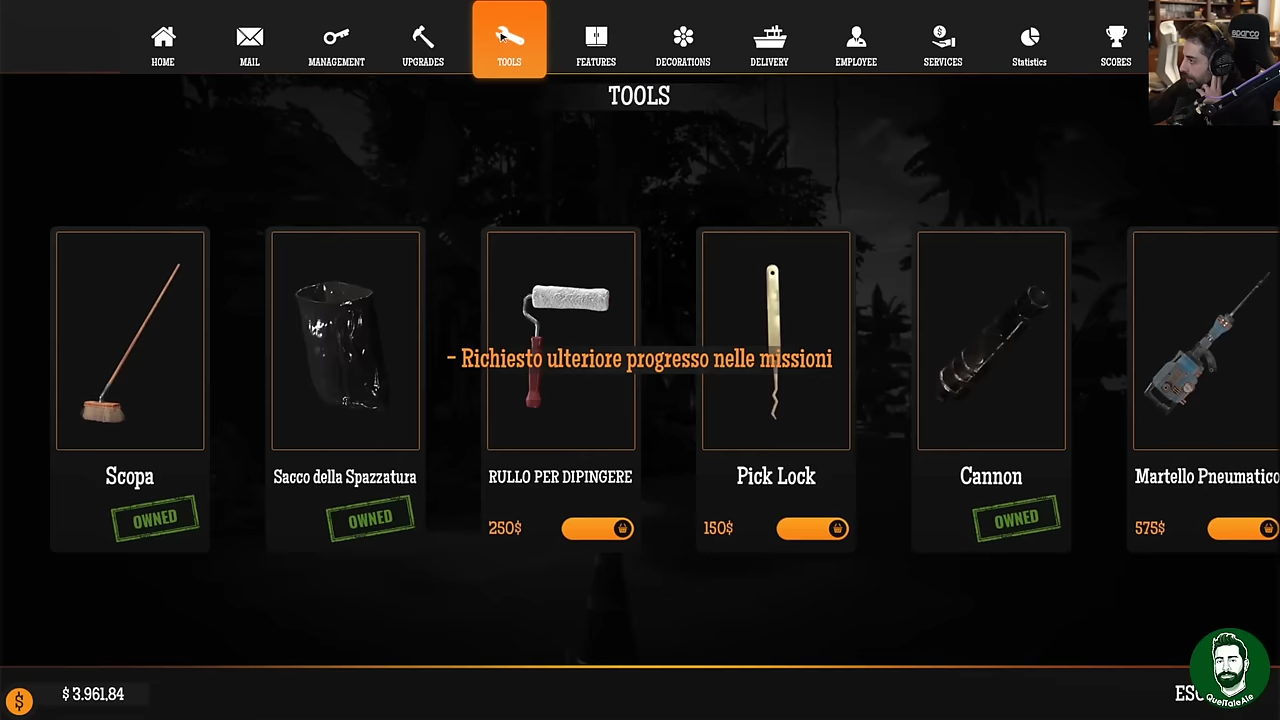 HOME
MAIL
MANAGEMENT
UPGRADES
TOOLS
FEATURES
DECORATIONS
DELIVERY
EMPLOYEE
SERVICES
Statistics
SCORES
sparco
TOOLS
– Richiesto ulteriore progresso nelle missioni
Scopa
OWNED
Sacco della Spazzatura
OWNED
RULLO PER DIPINGERE
250$
Pick Lock
150$
Cannon
OWNED
Martello Pneumatico
575$
$ 3.961,84
ESC
QuelTaleAle